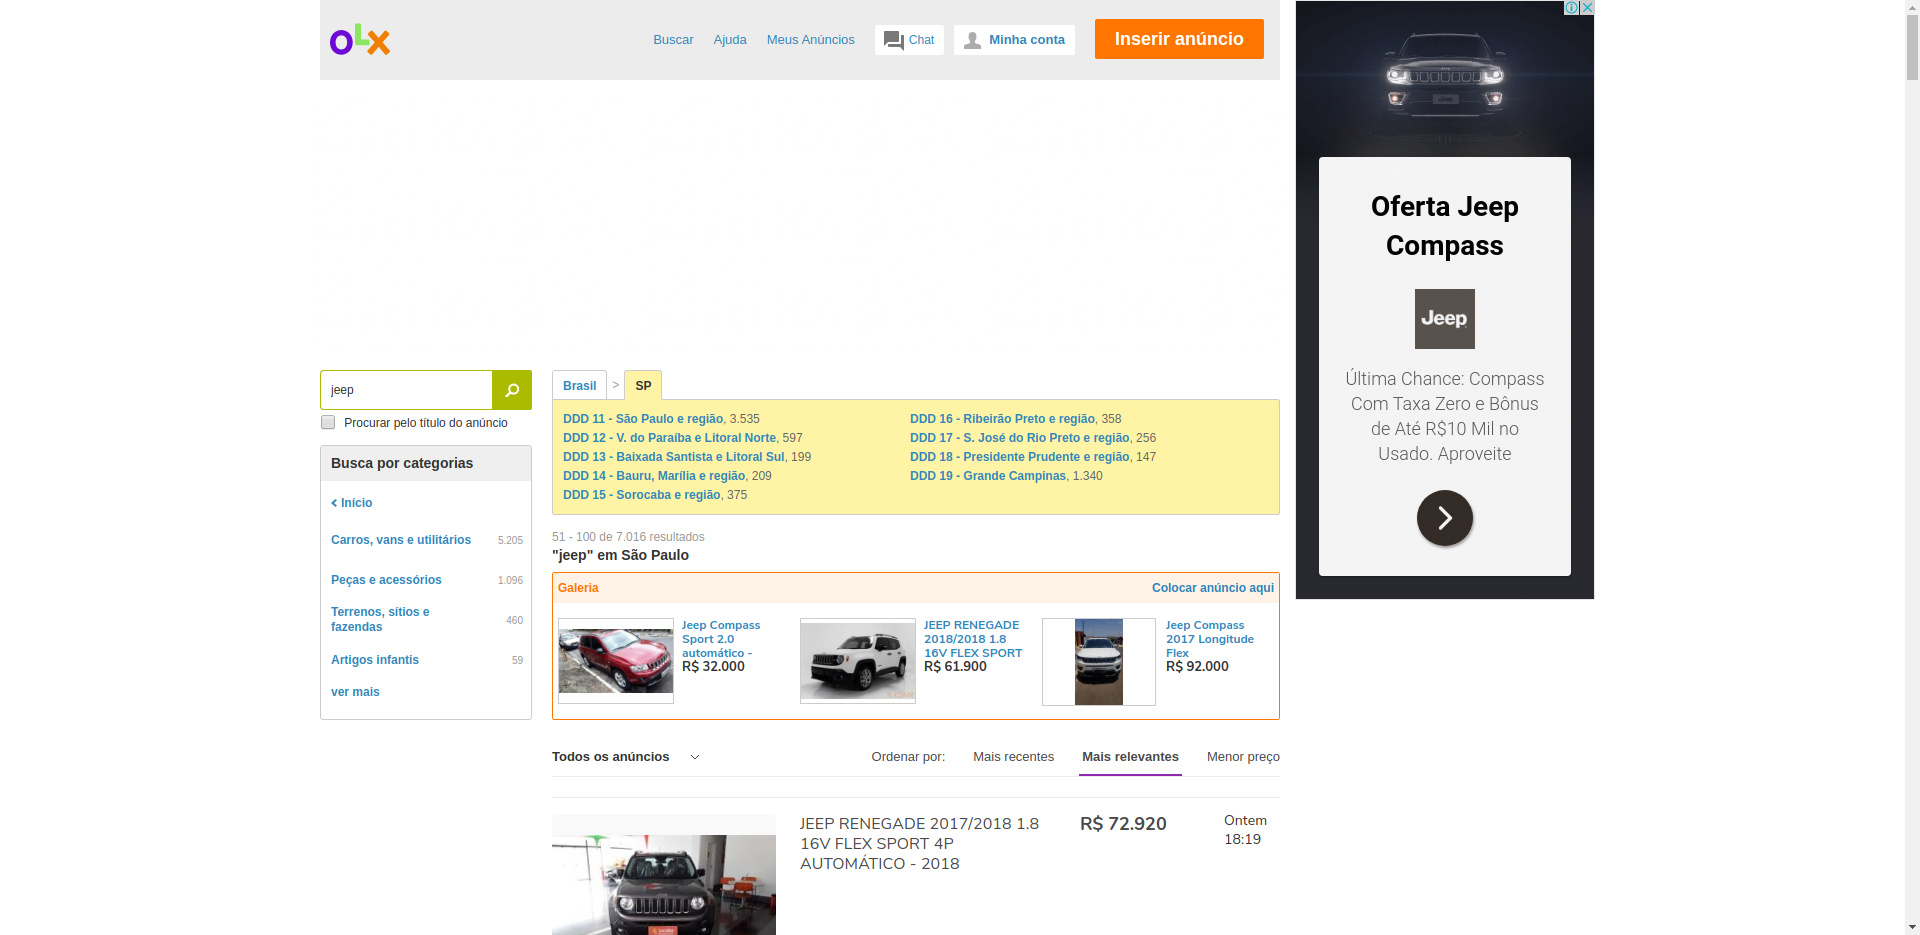 OLX
Buscar
Ajuda
Meus Anúncios
Chat
Minha conta
Inserir anúncio
jeep
Procurar pelo título do anúncio
Busca por categorias
Início
Carros, vans e utilitários 5.205
Peças e acessórios 1.096
Terrenos, sítios e
fazendas 460
Artigos infantis 59
ver mais
Brasil > SP
DDD 11 - São Paulo e região, 3.535
DDD 12 - V. do Paraíba e Litoral Norte, 597
DDD 13 - Baixada Santista e Litoral Sul, 199
DDD 14 - Bauru, Marília e região, 209
DDD 15 - Sorocaba e região, 375
DDD 16 - Ribeirão Preto e região, 358
DDD 17 - S. José do Rio Preto e região, 256
DDD 18 - Presidente Prudente e região, 147
DDD 19 - Grande Campinas, 1.340
51 - 100 de 7.016 resultados
"jeep" em São Paulo
Galeria
Colocar anúncio aqui
Jeep Compass
Sport 2.0
automático -
R$ 32.000
JEEP RENEGADE
2018/2018 1.8
16V FLEX SPORT
R$ 61.900
Jeep Compass
2017 Longitude
Flex
R$ 92.000
Todos os anúncios
Ordenar por:
Mais recentes
Mais relevantes
Menor preço
JEEP RENEGADE 2017/2018 1.8
16V FLEX SPORT 4P
AUTOMÁTICO - 2018
R$ 72.920
Ontem
18:19
Oferta Jeep
Compass
Jeep
Última Chance: Compass
Com Taxa Zero e Bônus
de Até R$10 Mil no
Usado. Aproveite